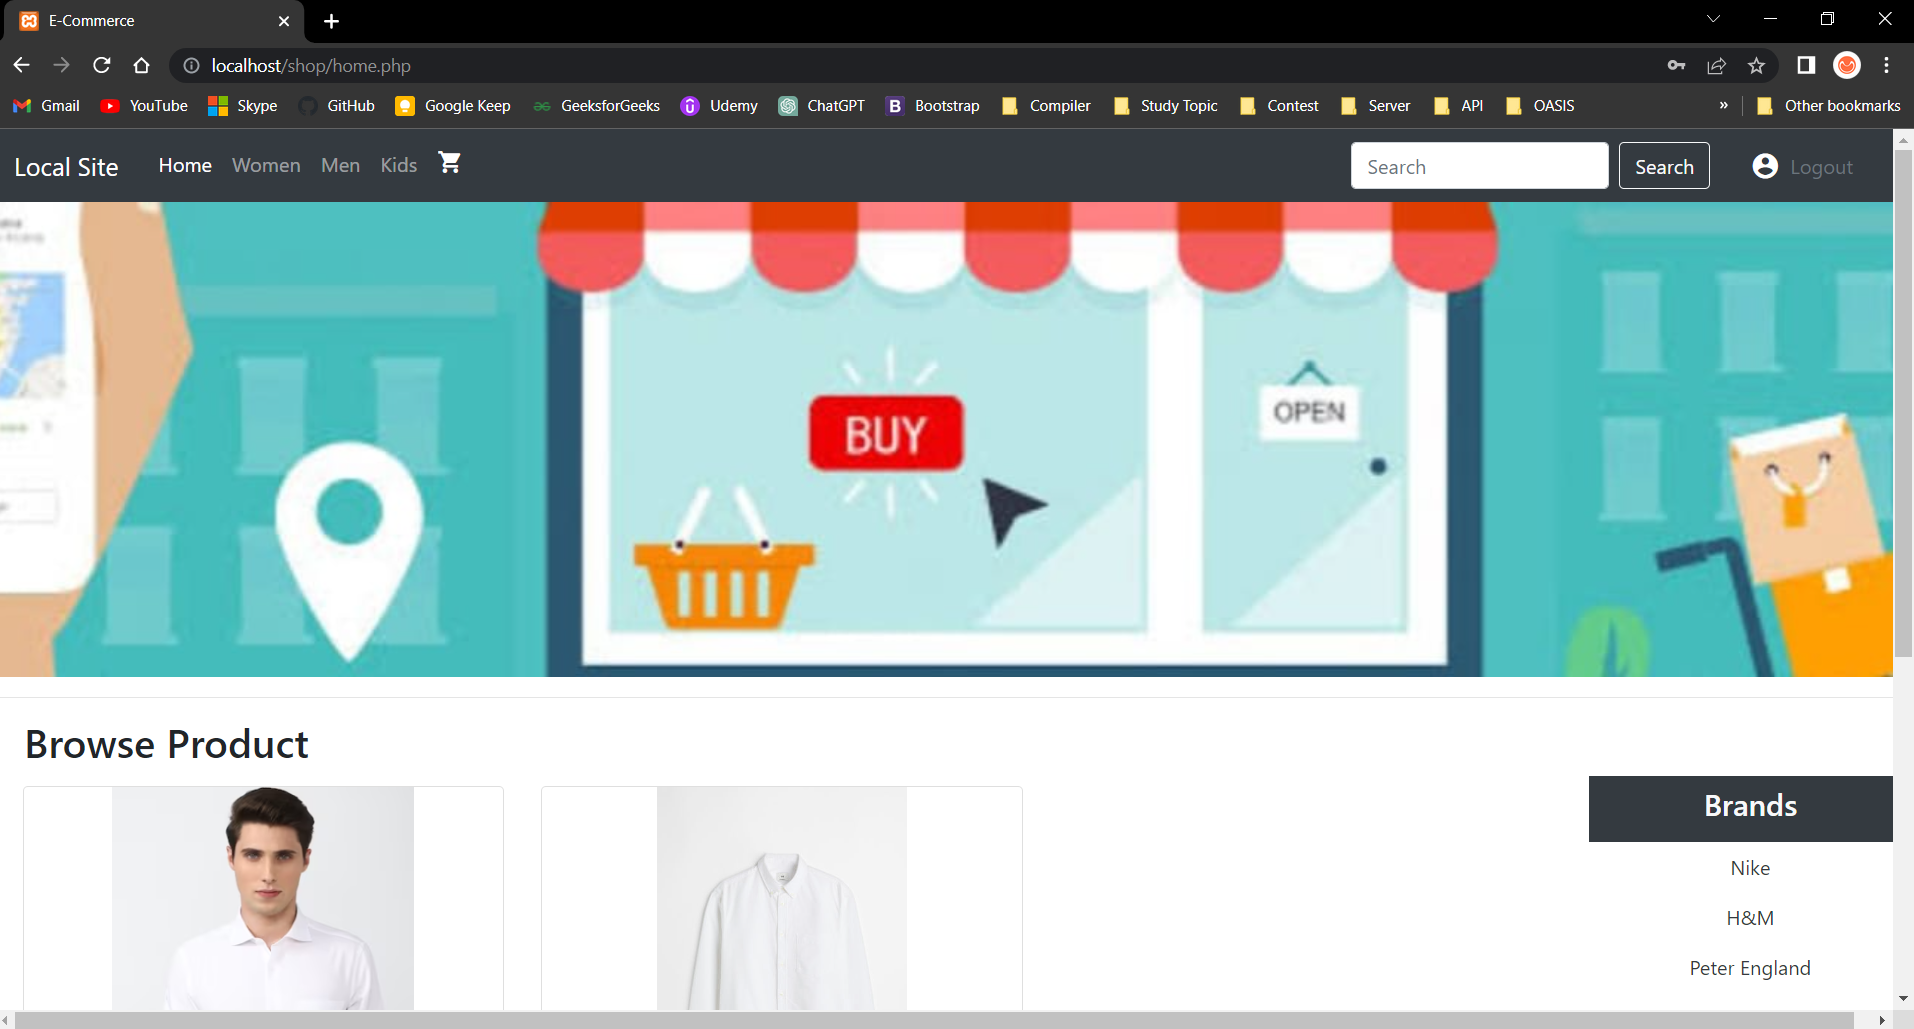 E-Commerce
localhost/shop/home.php
Gmail YouTube Skype GitHub Google Keep GeeksforGeeks Udemy ChatGPT Bootstrap Compiler Study Topic Contest Server API OASIS » Other bookmarks
Local Site Home Women Men Kids Search Search Logout
BUY
OPEN
Browse Product
Brands
Nike
H&M
Peter England